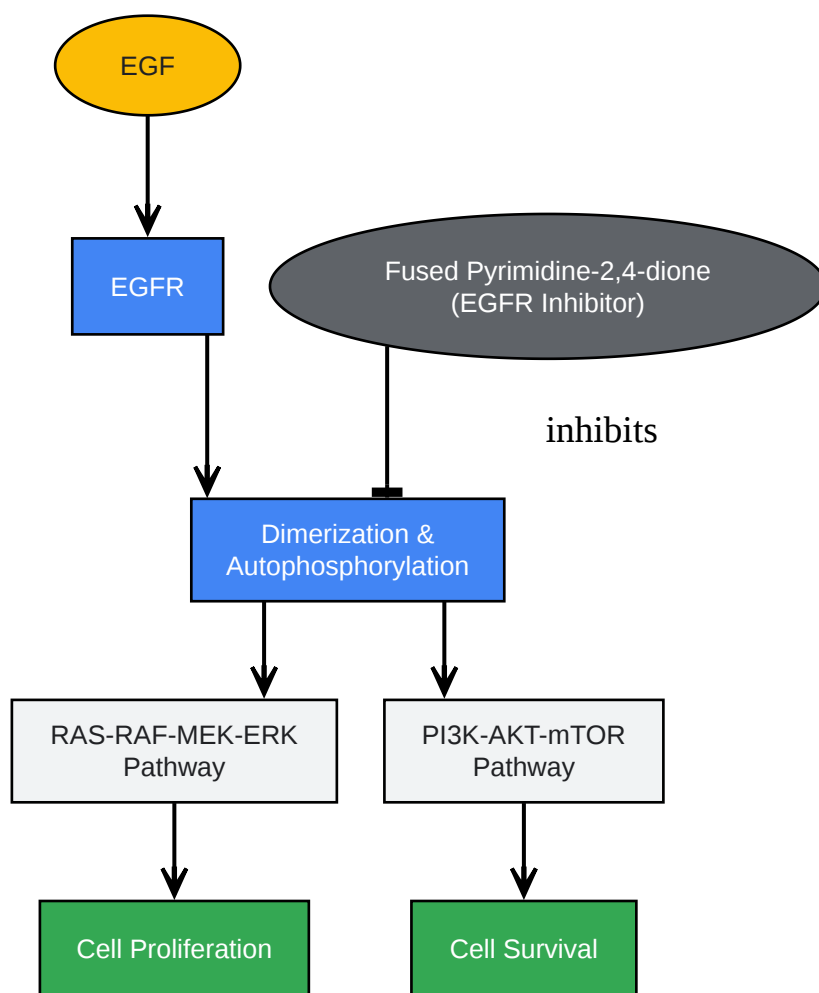 EGF
EGFR
Fused Pyrimidine-2,4-dione
(EGFR Inhibitor)
inhibits
Dimerization &
Autophosphorylation
RAS-RAF-MEK-ERK
Pathway
PI3K-AKT-mTOR
Pathway
Cell Proliferation
Cell Survival